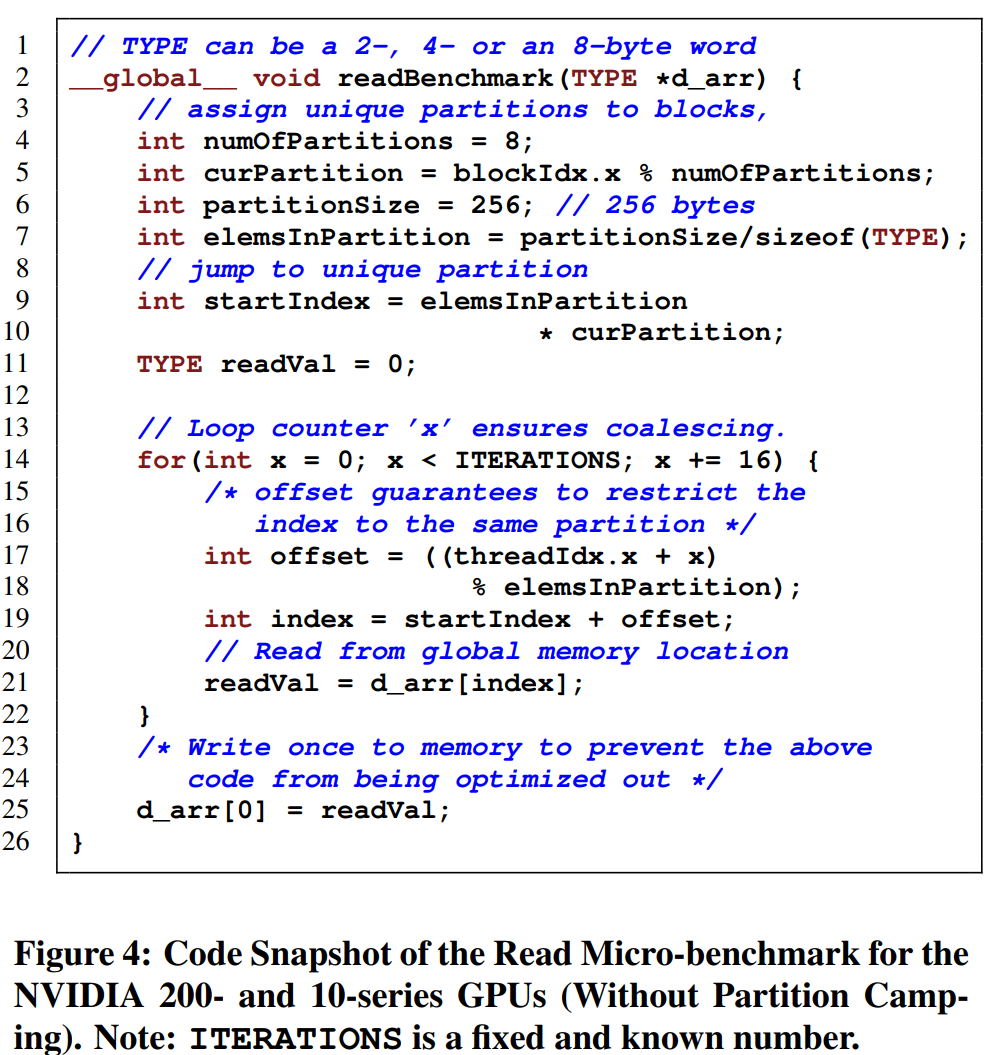 1 // TYPE can be a 2-, 4- or an 8-byte word
2 __global__ void readBenchmark(TYPE *d_arr) {
3 // assign unique partitions to blocks,
4 int numOfPartitions = 8;
5 int curPartition = blockIdx.x % numOfPartitions;
6 int partitionSize = 256; // 256 bytes
7 int elemsInPartition = partitionSize/sizeof(TYPE);
8 // jump to unique partition
9 int startIndex = elemsInPartition
10 * curPartition;
11 TYPE readVal = 0;
12
13 // Loop counter 'x' ensures coalescing.
14 for(int x = 0; x < ITERATIONS; x += 16) {
15 /* offset guarantees to restrict the
16 index to the same partition */
17 int offset = ((threadIdx.x + x)
18 % elemsInPartition);
19 int index = startIndex + offset;
20 // Read from global memory location
21 readVal = d_arr[index];
22 }
23 /* Write once to memory to prevent the above
24 code from being optimized out */
25 d_arr[0] = readVal;
26 }
Figure 4: Code Snapshot of the Read Micro-benchmark for the
NVIDIA 200- and 10-series GPUs (Without Partition Camp-
ing). Note: ITERATIONS is a fixed and known number.